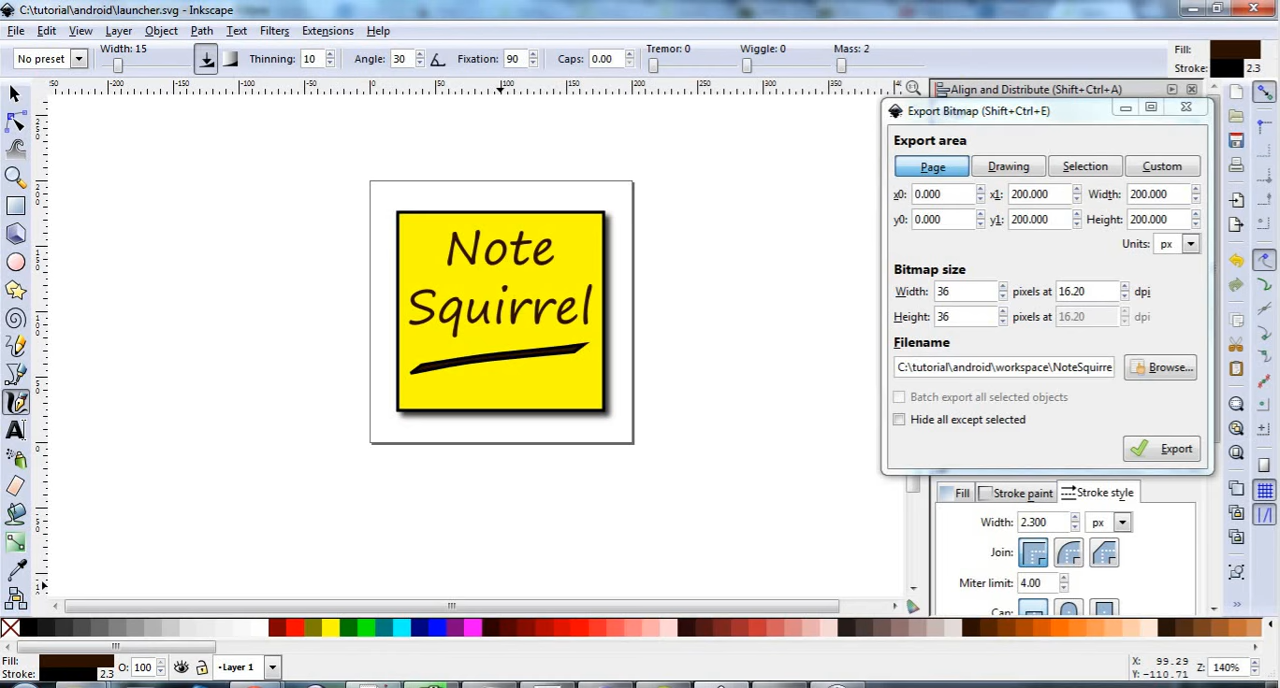 C:\tutorial\android\launcher.svg - Inkscape
File Edit View Layer Object Path Text Filters Extensions Help
No preset Width: 15 Thinning: 10 Angle: 30 Fixation: 90 Caps: 0.00 Tremor: 0 Wiggle: 0 Mass: 2 Fill: Stroke: 2.3
Align and Distribute (Shift+Ctrl+A)
Export Bitmap (Shift+Ctrl+E)
Export area
Page Drawing Selection Custom
x0: 0.000 x1: 200.000 Width: 200.000
y0: 0.000 y1: 200.000 Height: 200.000
Units: px
Bitmap size
Width: 36 pixels at 16.20 dpi
Height: 36 pixels at 16.20 dpi
Filename
C:\tutorial\android\workspace\NoteSquirre Browse...
Batch export all selected objects
Hide all except selected
Export
Note
Squirrel
Fill Stroke paint Stroke style
Width: 2.300 px
Join:
Miter limit: 4.00
Cap:
Fill: Stroke: 2.3 O: 100 Layer 1 X: 99.29 Y: -110.71 Z: 140%